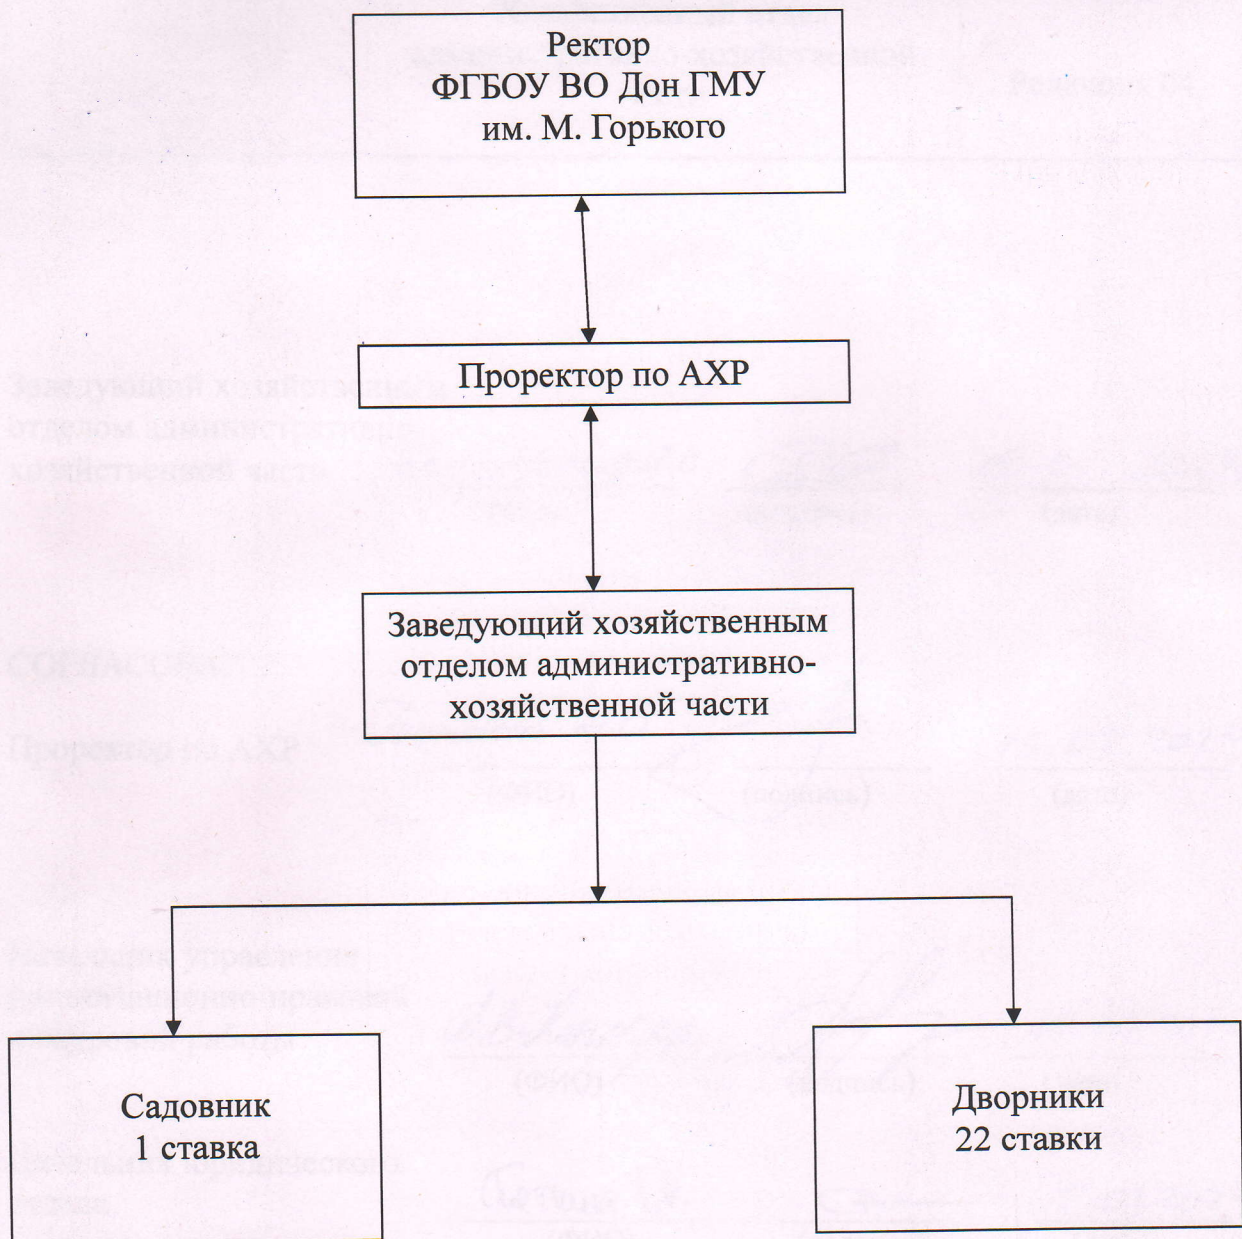 Ректор
ФГБОУ ВО Дон ГМУ
им. М. Горького
Проректор по АХР
Заведующий хозяйственным
отделом административно-
хозяйственной части
Садовник
1 ставка
Дворники
22 ставки